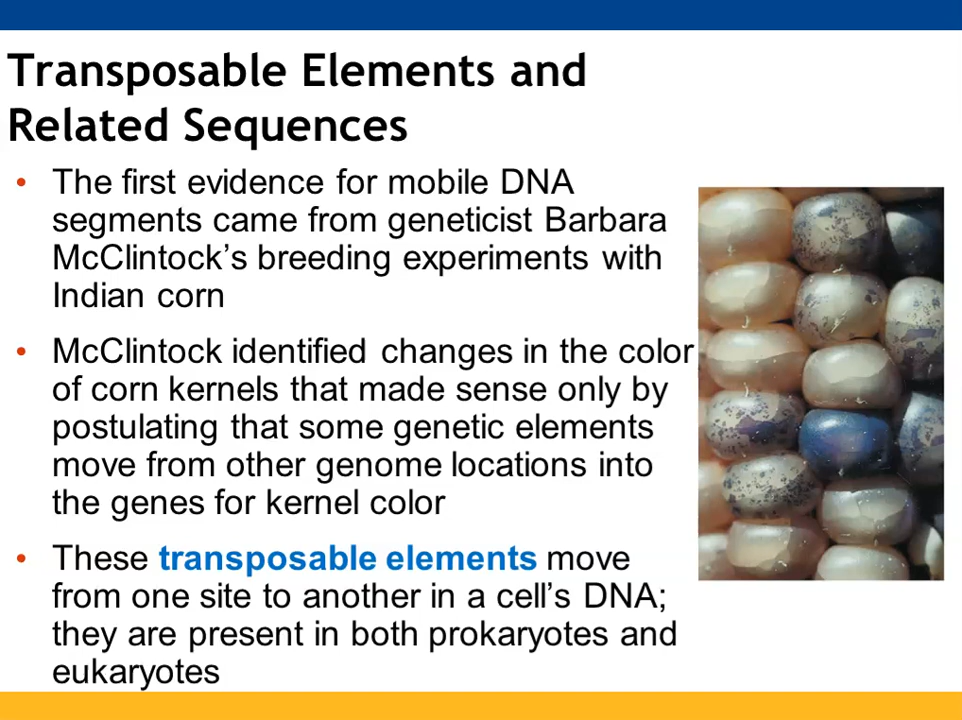 Transposable Elements and
Related Sequences
• The first evidence for mobile DNA
segments came from geneticist Barbara
McClintock’s breeding experiments with
Indian corn
• McClintock identified changes in the color
of corn kernels that made sense only by
postulating that some genetic elements
move from other genome locations into
the genes for kernel color
• These transposable elements move
from one site to another in a cell’s DNA;
they are present in both prokaryotes and
eukaryotes